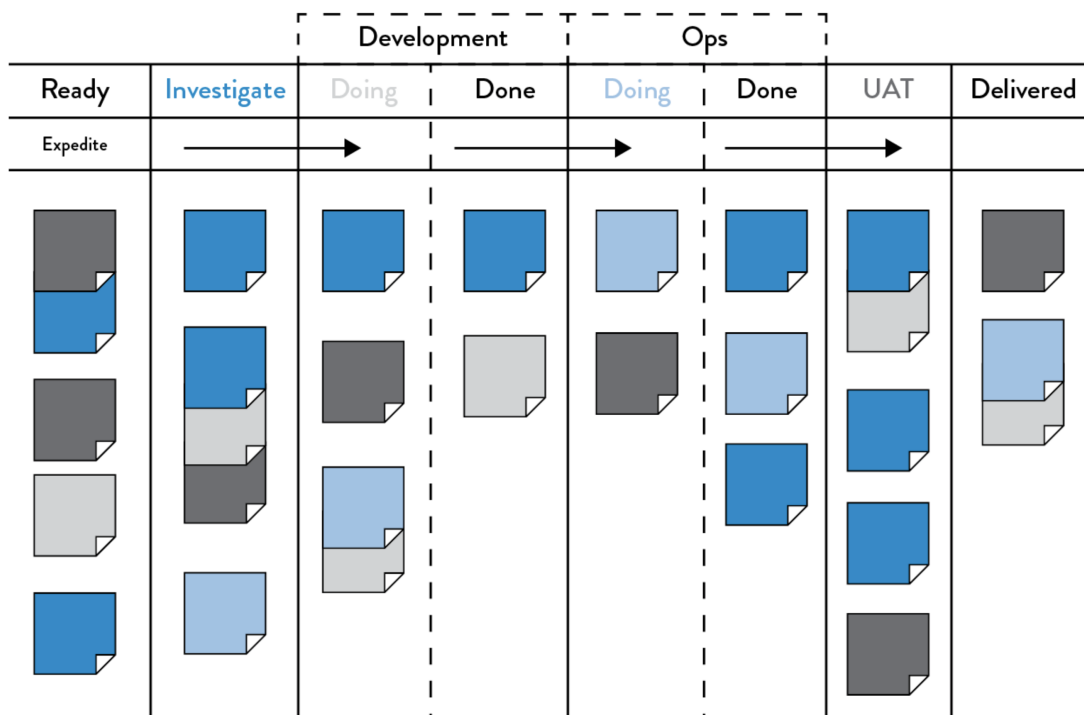 Development Ops
Ready Investigate Doing Done Doing Done UAT Delivered
Expedite